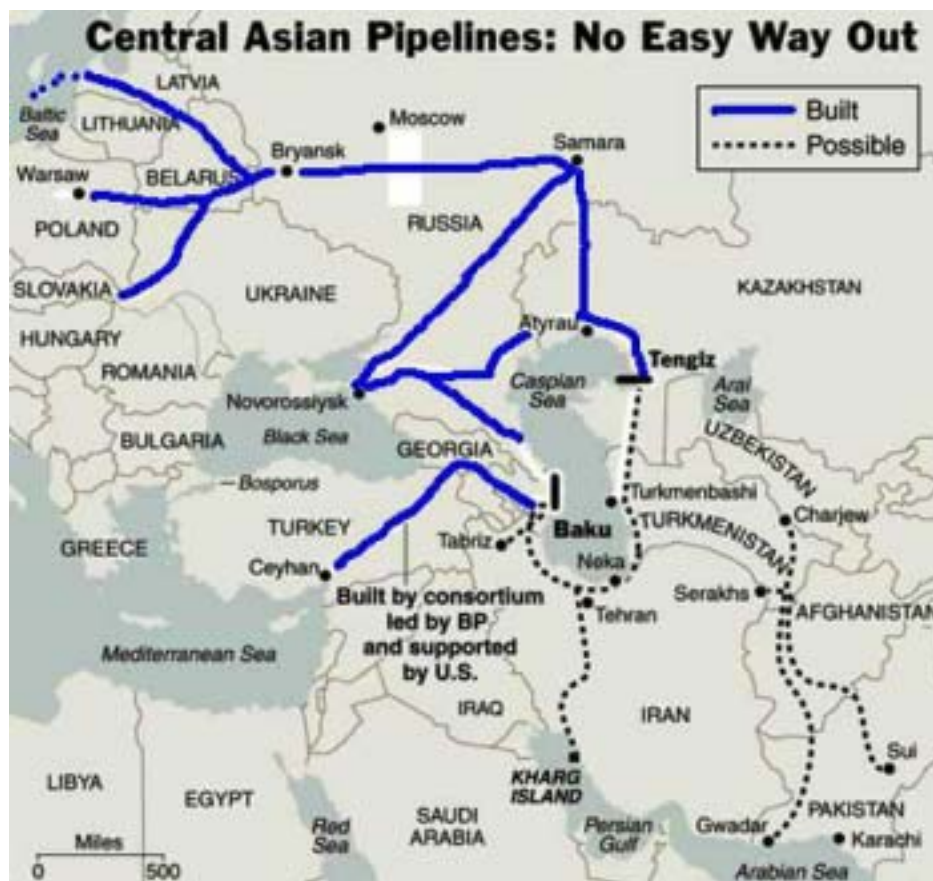 Central Asian Pipelines: No Easy Way Out
LATVIA
Built
Possible
Baltic
Sea
LITHUANIA
Moscow
Samara
Bryansk
Warsaw
BELARUS
RUSSIA
POLAND
KAZAKHSTAN
SLOVAKIA
UKRAINE
HUNGARY
Atyrau
Tengiz
ROMANIA
Caspian
Sea
Aral
Sea
Novorossiysk
BULGARIA
Black Sea
GEORGIA
UZBEKISTAN
Bosporus
Turkmenbashi
Charjew
TURKEY
Baku
TURKMENISTAN
GREECE
Tabriz
Ceyhan
Neka
Serakhs
Built by consortium
led by BP
and supported
by U.S.
Tehran
AFGHANISTAN
Mediterranean Sea
IRAQ
IRAN
Sui
LIBYA
EGYPT
KHARG
ISLAND
SAUDI
ARABIA
PAKISTAN
Red
Sea
Persian
Gulf
Gwadar
Karachi
Arabian Sea
Miles
0 500